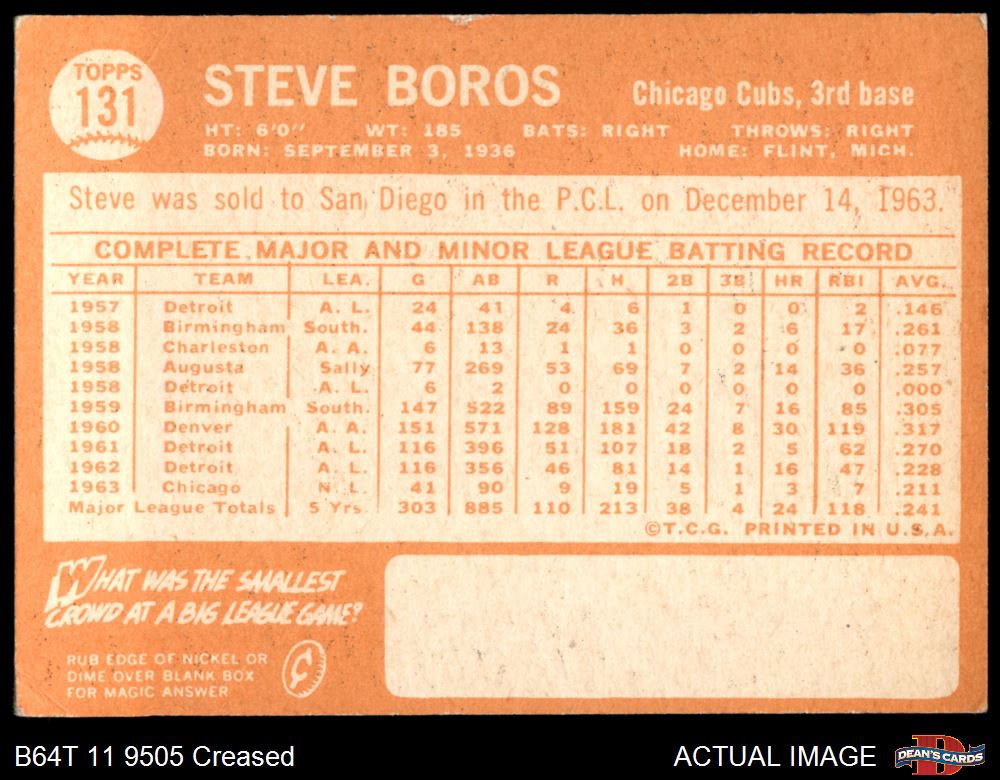 TOPPS
131
STEVE BOROS
Chicago Cubs, 3rd base
HT: 6'0" WT: 185 BATS: RIGHT THROWS: RIGHT
BORN: SEPTEMBER 3, 1936 HOME: FLINT, MICH.
Steve was sold to San Diego in the P.C.L. on December 14, 1963.
COMPLETE MAJOR AND MINOR LEAGUE BATTING RECORD
YEAR TEAM LEA. G AB R H 2B 3B HR RBI AVG.
1957 Detroit A. L. 24 41 4 6 1 0 0 2 .146
1958 Birmingham South. 44 138 24 36 3 2 6 17 .261
1958 Charleston A. A. 6 13 1 1 0 0 0 0 .077
1958 Augusta Sally 77 269 53 69 7 2 14 36 .257
1958 Detroit A. L. 6 2 0 0 0 0 0 0 .000
1959 Birmingham South. 147 522 89 159 24 7 16 85 .305
1960 Denver A. A. 151 571 128 181 42 8 30 119 .317
1961 Detroit A. L. 116 396 51 107 18 2 5 62 .270
1962 Detroit A. L. 116 356 46 81 14 1 16 47 .228
1963 Chicago N. L. 41 90 9 19 5 1 3 7 .211
Major League Totals 5 Yrs. 303 885 110 213 38 4 24 118 .241
©T.C.G. PRINTED IN U.S.A.
WHAT WAS THE SMALLEST
CROWD AT A BIG LEAGUE GAME?
RUB EDGE OF NICKEL OR
DIME OVER BLANK BOX
FOR MAGIC ANSWER
B64T 11 9505 Creased
ACTUAL IMAGE
DEAN'S CARDS